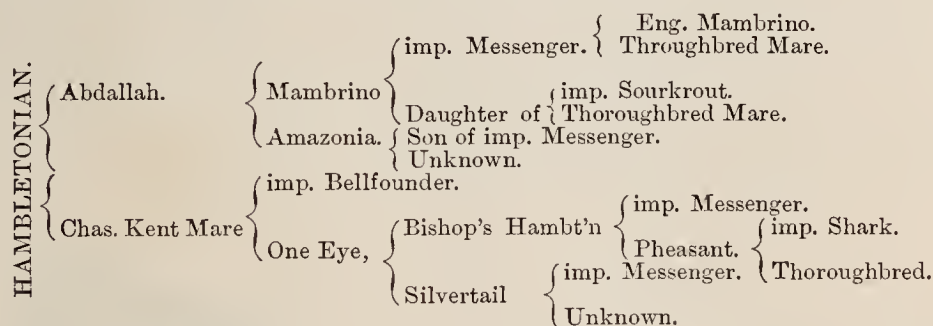 HAMBLETONIAN.
Eng. Mambrino.
imp. Messenger. Throughbred Mare.
Abdallah. Mambrino imp. Sourkrout.
Daughter of Thoroughbred Mare.
Amazonia. Son of imp. Messenger.
Unknown.
imp. Bellfounder.
Chas. Kent Mare Bishop's Hambt'n imp. Messenger.
One Eye, Pheasant. imp. Shark.
imp. Messenger. Thoroughbred.
Silvertail
Unknown.